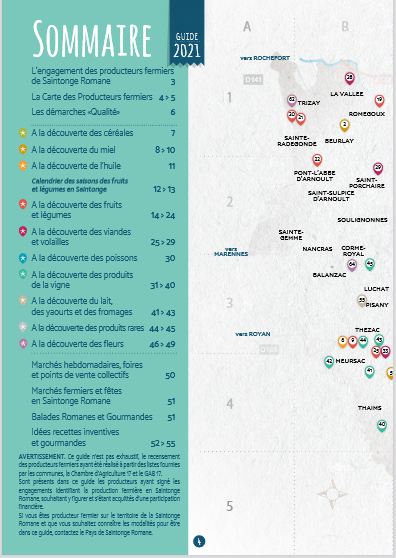 SOMMAIRE
GUIDE
2021
L'engagement des producteurs fermiers
de Saintonge Romane 3
La Carte des Producteurs fermiers 4 > 5
Les démarches «Qualité» 6
A la découverte des céréales 7
A la découverte du miel 8 > 10
A la découverte de l'huile 11
Calendrier des saisons des fruits
et légumes en Saintonge 12 > 13
A la découverte des fruits
et légumes 14 > 24
A la découverte des viandes
et volailles 25 > 29
A la découverte des poissons 30
A la découverte des produits
de la vigne 31 > 40
A la découverte du lait,
des yaourts et des fromages 41 > 43
A la découverte des produits rares 44 > 45
A la découverte des fleurs 46 > 49
Marchés hebdomadaires, foires
et points de vente collectifs 50
Marchés fermiers et fêtes
en Saintonge Romane 51
Balades Romanes et Gourmandes 51
Idées recettes inventives
et gourmandes 52 > 55
AVERTISSEMENT. Ce guide n'est pas exhaustif, le recensement
des producteurs fermiers ayant été réalisé à partir des listes fournies
par les communes, la Chambre d'Agriculture 17 et le GAB 17.
Sont présents dans ce guide les producteurs ayant signé les
engagements identifiant la production fermière en Saintonge
Romane, souhaitant y figurer et s'étant acquittés d'une participation
financière.
Si vous êtes producteur fermier sur le territoire de la Saintonge
Romane et que vous souhaitez connaître les modalités pour être
dans ce guide, contactez le Pays de Saintonge Romane.
A B
vers ROCHEFORT
D141
1
28
LA VALLEE
62
TRIZAY
19
ROMEGOUX
20
21
2
SAINTE-
RADEGONDE
BEURLAY
22
PONT-L'ABBE
D'ARNOULT
29
SAINT-
PORCHAIRE
SAINT-SULPICE
D'ARNOULT
2
SOULIGNONNES
SAINTE-
GEMME
vers
MARENNES
NANCRAS
CORME-
ROYAL
64
45
BALANZAC
LUCHAT
3
PISANY
vers ROYAN
THEZAC
6
9
44
42
MEURSAC
41
4
THAIMS
40
5
4